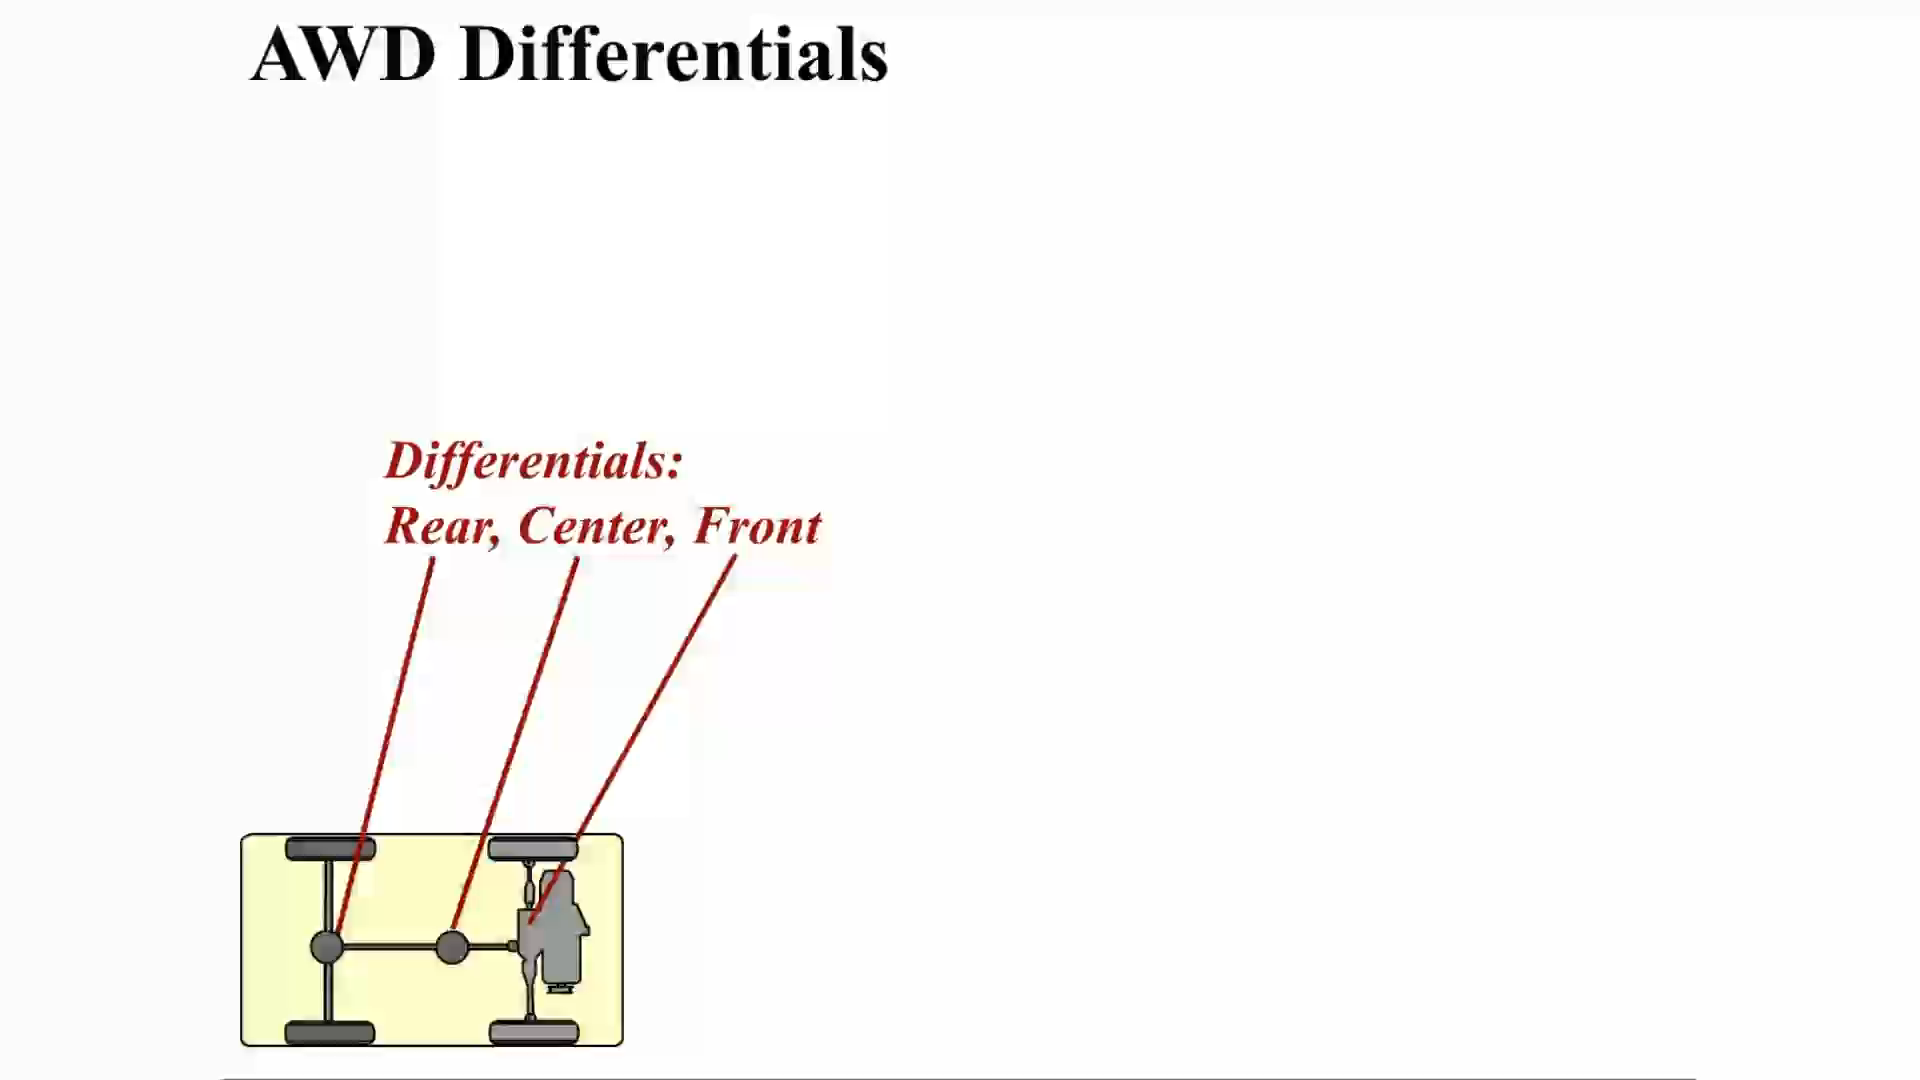 AWD Differentials
Differentials:
Rear, Center, Front